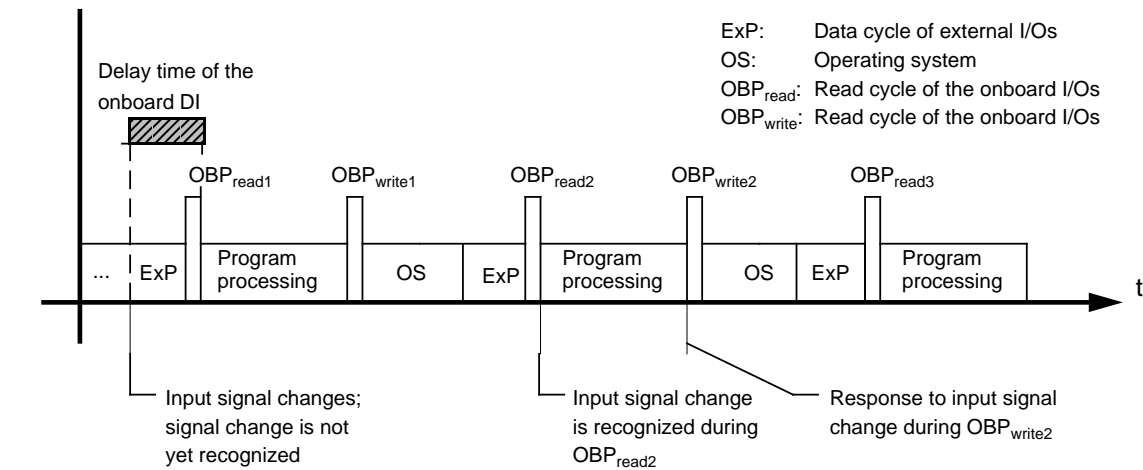 ExP: Data cycle of external I/Os
OS: Operating system
OBPread: Read cycle of the onboard I/Os
OBPwrite: Read cycle of the onboard I/Os
Delay time of the
onboard DI
OBPread1 OBPwrite1 OBPread2 OBPwrite2 OBPread3
... ExP Program processing OS ExP Program processing OS ExP Program processing
t
Input signal changes;
signal change is not
yet recognized
Input signal change
is recognized during
OBPread2
Response to input signal
change during OBPwrite2